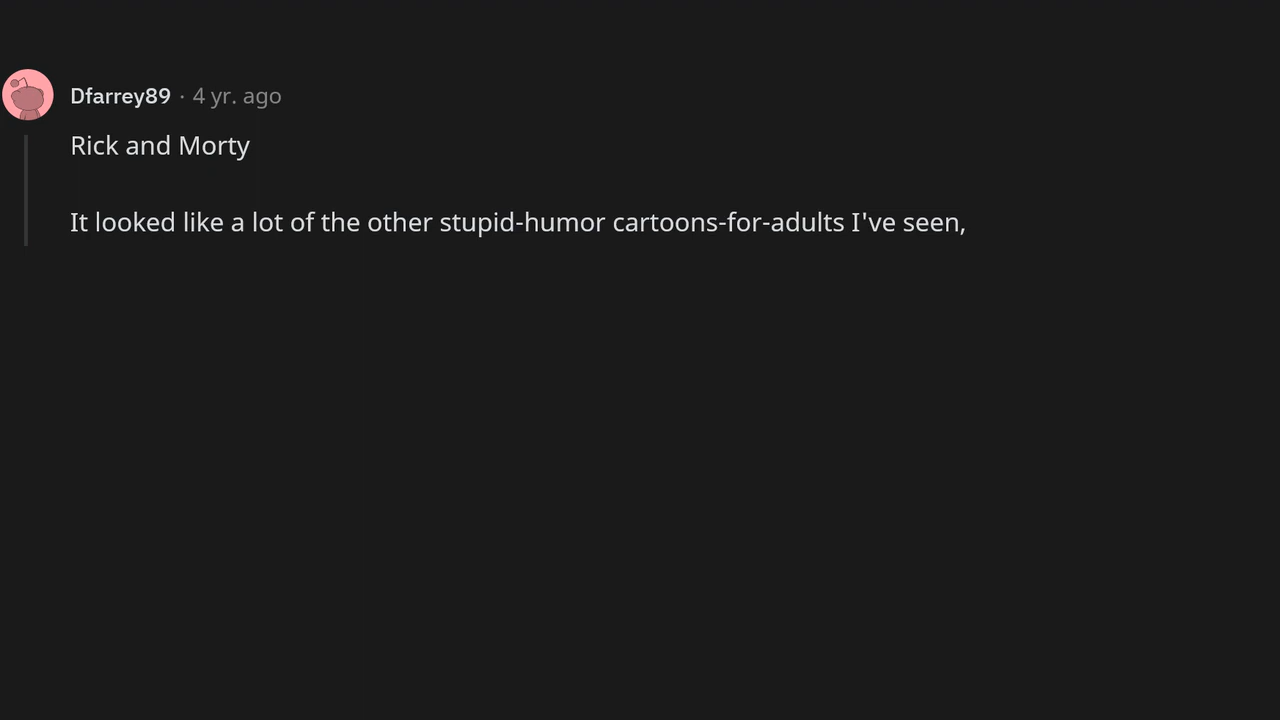 Dfarrey89 · 4 yr. ago
Rick and Morty
It looked like a lot of the other stupid-humor cartoons-for-adults I've seen,